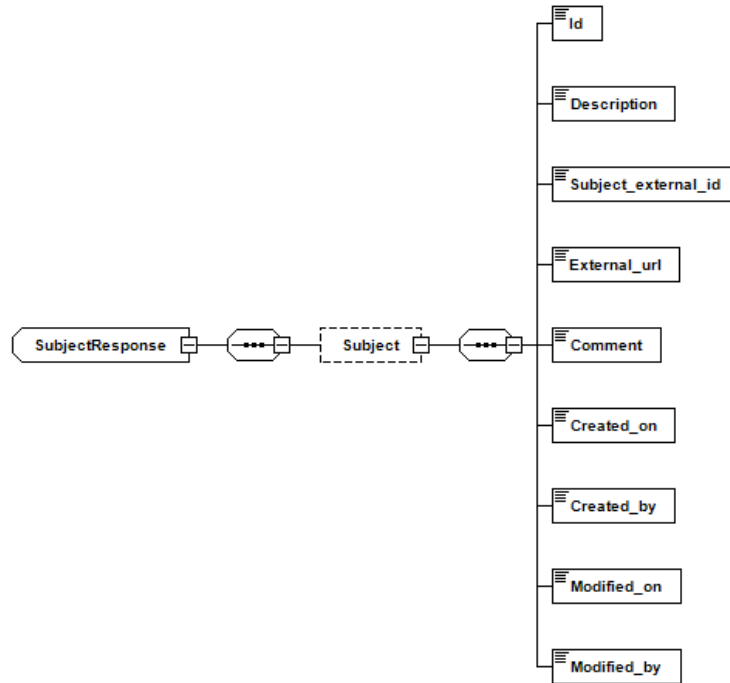 Id
Description
Subject_external_id
External_url
SubjectResponse
Subject
Comment
Created_on
Created_by
Modified_on
Modified_by